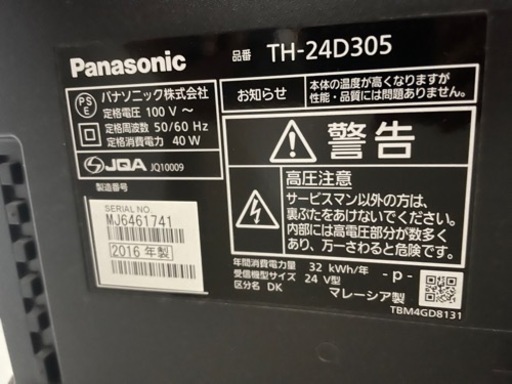 Panasonic
品番 TH-24D305
PS
E
パナソニック株式会社
定格電圧 100 V ~
定格周波数 50/60 Hz
定格消費電力 40 W
JQA JQ10009
製造番号
SERIAL NO.
MJ6461741
2016 年製
お知らせ
本体の温度が高くなりますが
性能・品質には問題ありません
警告
高圧注意
サービスマン以外の方は、
裏ぶたをあけないでください。
内部には高電圧部分が数多く
あり、万一さわると危険です。
年間消費電力量 32 kWh/年
受信機型サイズ 24 V型
区分名 DK
-p-
マレーシア製
TBM4GD8131